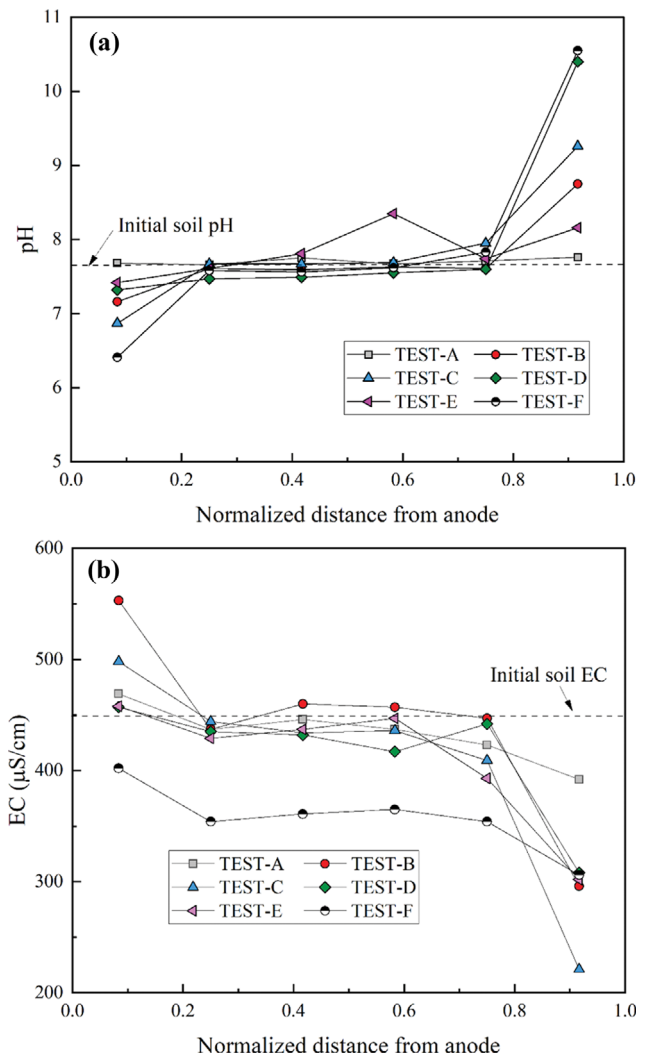 (a)
11
10
9
8
7
6
5
pH
Initial soil pH
TEST-A TEST-B
TEST-C TEST-D
TEST-E TEST-F
0.0 0.2 0.4 0.6 0.8 1.0
Normalized distance from anode
(b)
600
500
400
300
200
EC (μS/cm)
Initial soil EC
TEST-A TEST-B
TEST-C TEST-D
TEST-E TEST-F
0.0 0.2 0.4 0.6 0.8 1.0
Normalized distance from anode